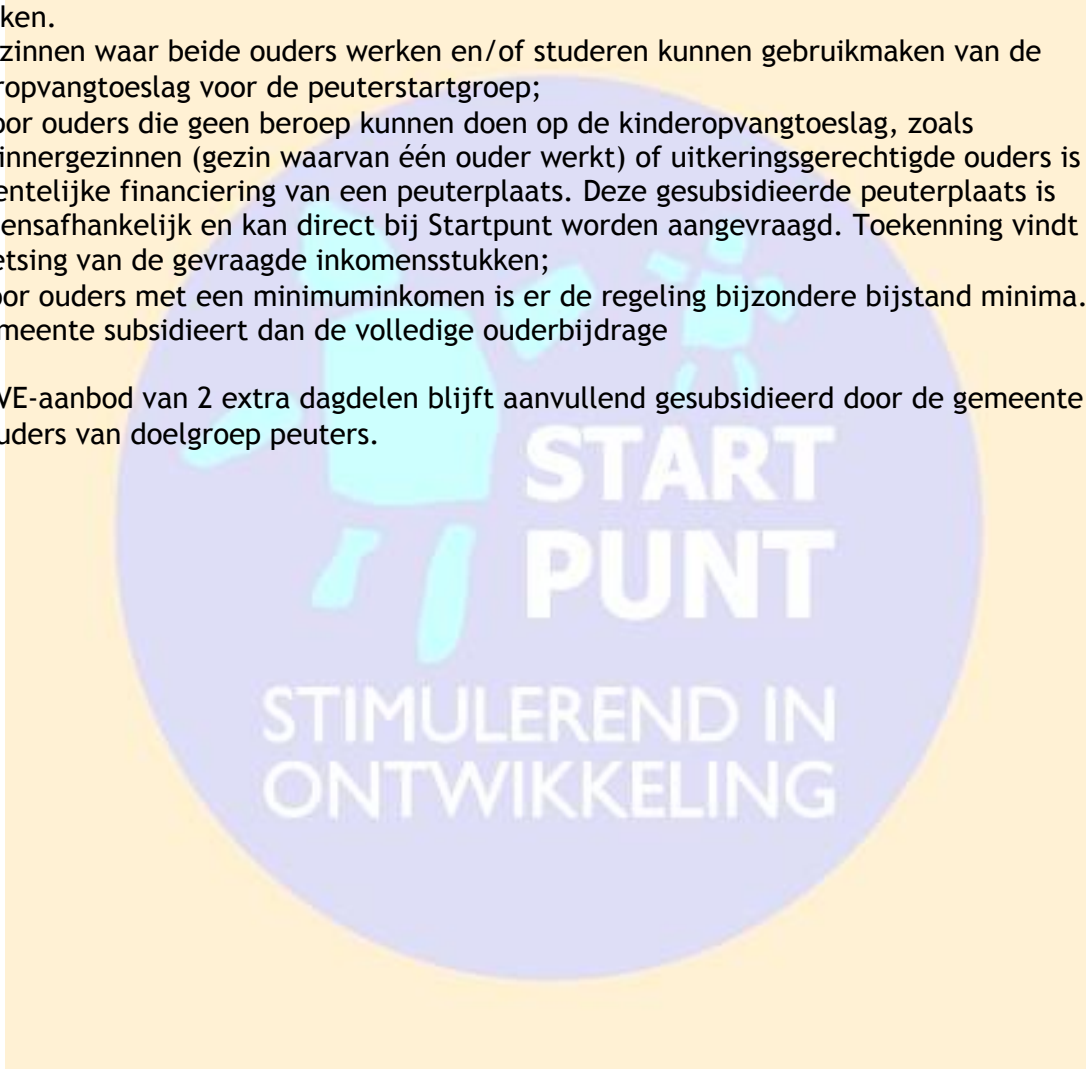 ken.
zinnen waar beide ouders werken en/of studeren kunnen gebruikmaken van de
ropvangtoeslag voor de peuterstartgroep;
oor ouders die geen beroep kunnen doen op de kinderopvangtoeslag, zoals
innergezinnen (gezin waarvan één ouder werkt) of uitkeringsgerechtigde ouders is
entelijke financiering van een peuterplaats. Deze gesubsidieerde peuterplaats is
ensafhankelijk en kan direct bij Startpunt worden aangevraagd. Toekenning vindt
etsing van de gevraagde inkomensstukken;
oor ouders met een minimuminkomen is er de regeling bijzondere bijstand minima.
meente subsidieert dan de volledige ouderbijdrage
VE-aanbod van 2 extra dagdelen blijft aanvullend gesubsidieerd door de gemeente
uders van doelgroep peuters.
START
PUNT
STIMULEREND IN
ONTWIKKELING